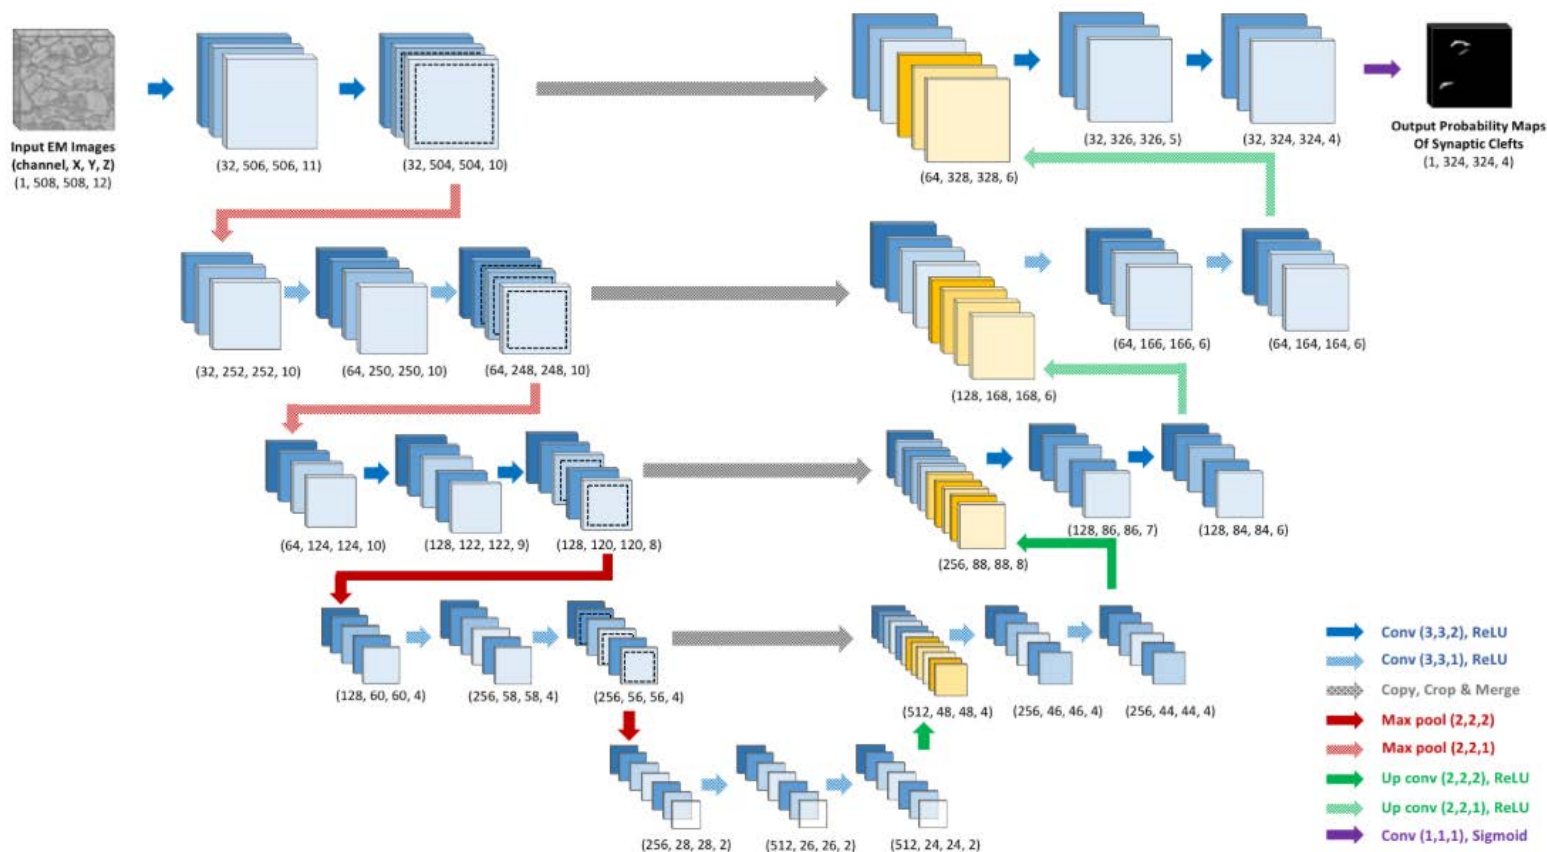 Input EM Images
(channel, X, Y, Z)
(1, 508, 508, 12)
(32, 506, 506, 11)
(32, 504, 504, 10)
(64, 328, 328, 6)
(32, 326, 326, 5)
(32, 324, 324, 4)
Output Probability Maps
Of Synaptic Clefts
(1, 324, 324, 4)
(32, 252, 252, 10)
(64, 250, 250, 10)
(64, 248, 248, 10)
(128, 168, 168, 6)
(64, 166, 166, 6)
(64, 164, 164, 6)
(64, 124, 124, 10)
(128, 122, 122, 9)
(128, 120, 120, 8)
(256, 88, 88, 8)
(128, 86, 86, 7)
(128, 84, 84, 6)
(128, 60, 60, 4)
(256, 58, 58, 4)
(256, 56, 56, 4)
(512, 48, 48, 4)
(256, 46, 46, 4)
(256, 44, 44, 4)
(256, 28, 28, 2)
(512, 26, 26, 2)
(512, 24, 24, 2)
Conv (3,3,2), ReLU
Conv (3,3,1), ReLU
Copy, Crop & Merge
Max pool (2,2,2)
Max pool (2,2,1)
Up conv (2,2,2), ReLU
Up conv (2,2,1), ReLU
Conv (1,1,1), Sigmoid